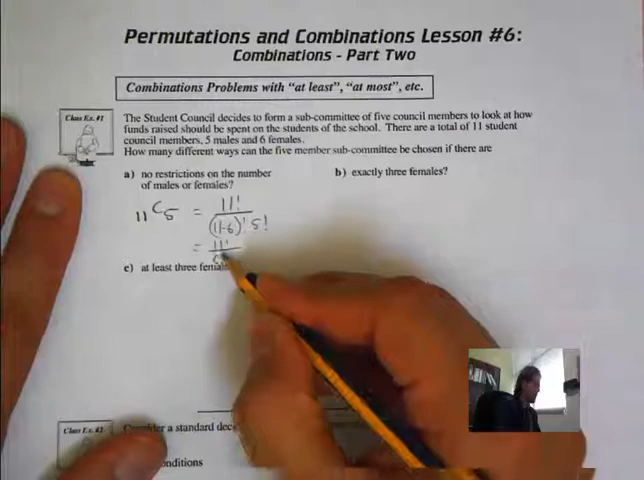 Permutations and Combinations Lesson #6:
Combinations - Part Two
Combinations Problems with "at least", "at most", etc.
Class Ex. #1
The Student Council decides to form a sub-committee of five council members to look at how
funds raised should be spent on the students of the school. There are a total of 11 student
council members, 5 males and 6 females.
How many different ways can the five member sub-committee be chosen if there are
a) no restrictions on the number
of males or females?
b) exactly three females?
11C5 = 11!
(11-6)! 5!
= 11!
c) at least three
Class Ex. #2
a standard